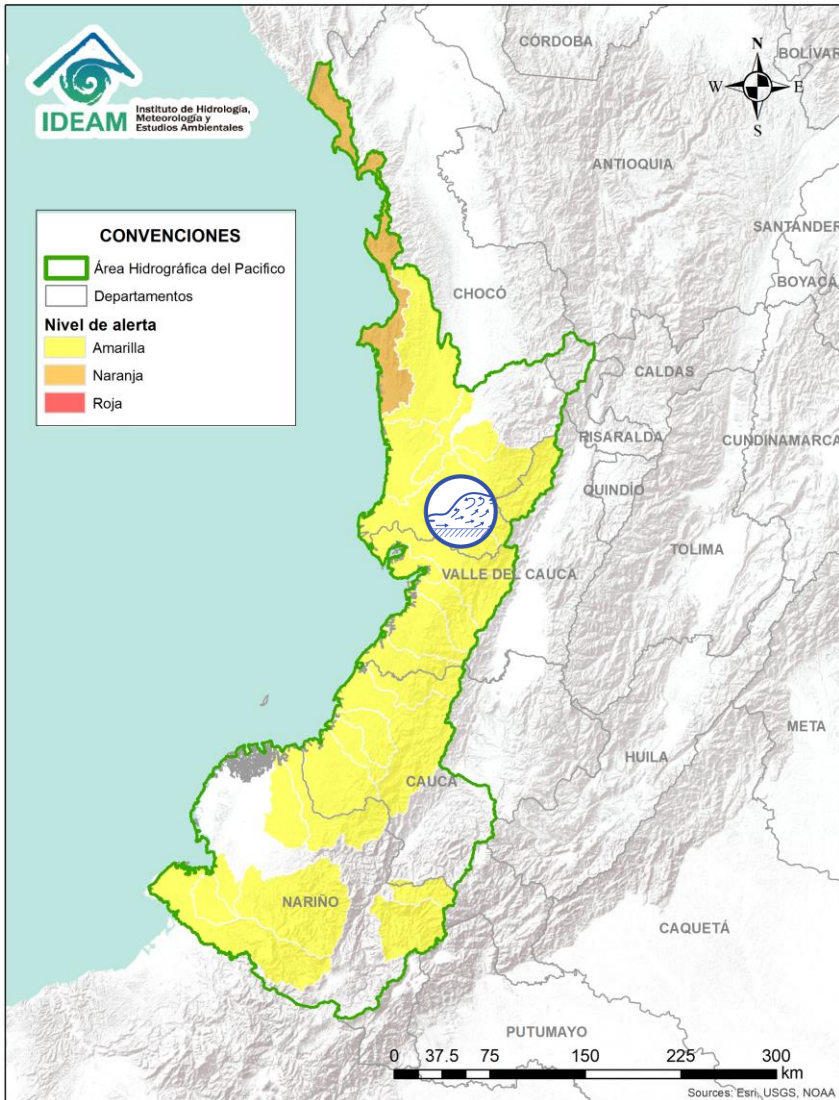 IDEAM
Instituto de Hidrología,
Meteorología y
Estudios Ambientales
CÓRDOBA
BOLÍVAR
N
W
E
S
ANTIOQUIA
SANTANDER
BOYACÁ
CONVENCIONES
Área Hidrográfica del Pacifico
Departamentos
Nivel de alerta
Amarilla
Naranja
Roja
CHOCÓ
CALDAS
RISARALDA
CUNDINAMARCA
QUINDÍO
TOLIMA
VALLE DEL CAUCA
META
HUILA
CAUCA
NARIÑO
CAQUETÁ
PUTUMAYO
0 37.5 75 150 225 300
km
Sources: Esri, USGS, NOAA